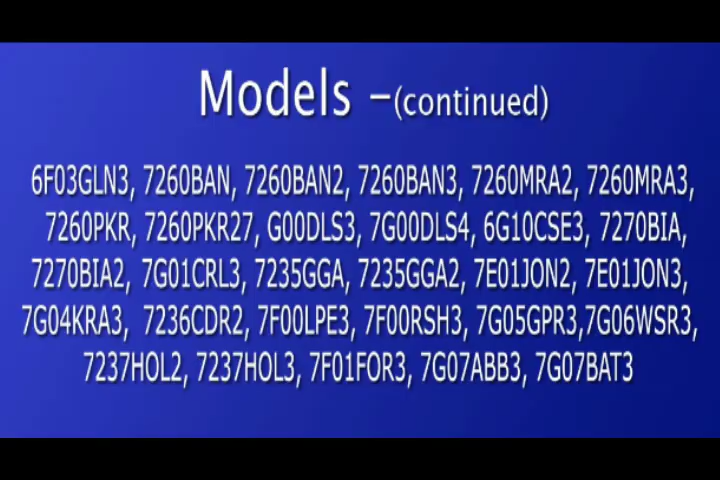 Models -(continued)
6F03GLN3, 7260BAN, 7260BAN2, 7260BAN3, 7260MRA2, 7260MRA3,
7260PKR, 7260PKR27, G00DLS3, 7G00DLS4, 6G10CSE3, 7270BIA,
7270BIA2, 7G01CRL3, 7235GGA, 7235GGA2, 7E01JON2, 7E01JON3,
7G04KRA3, 7236CDR2, 7F00LPE3, 7F00RSH3, 7G05GPR3,7G06WSR3,
7237HOL2, 7237HOL3, 7F01FOR3, 7G07ABB3, 7G07BAT3